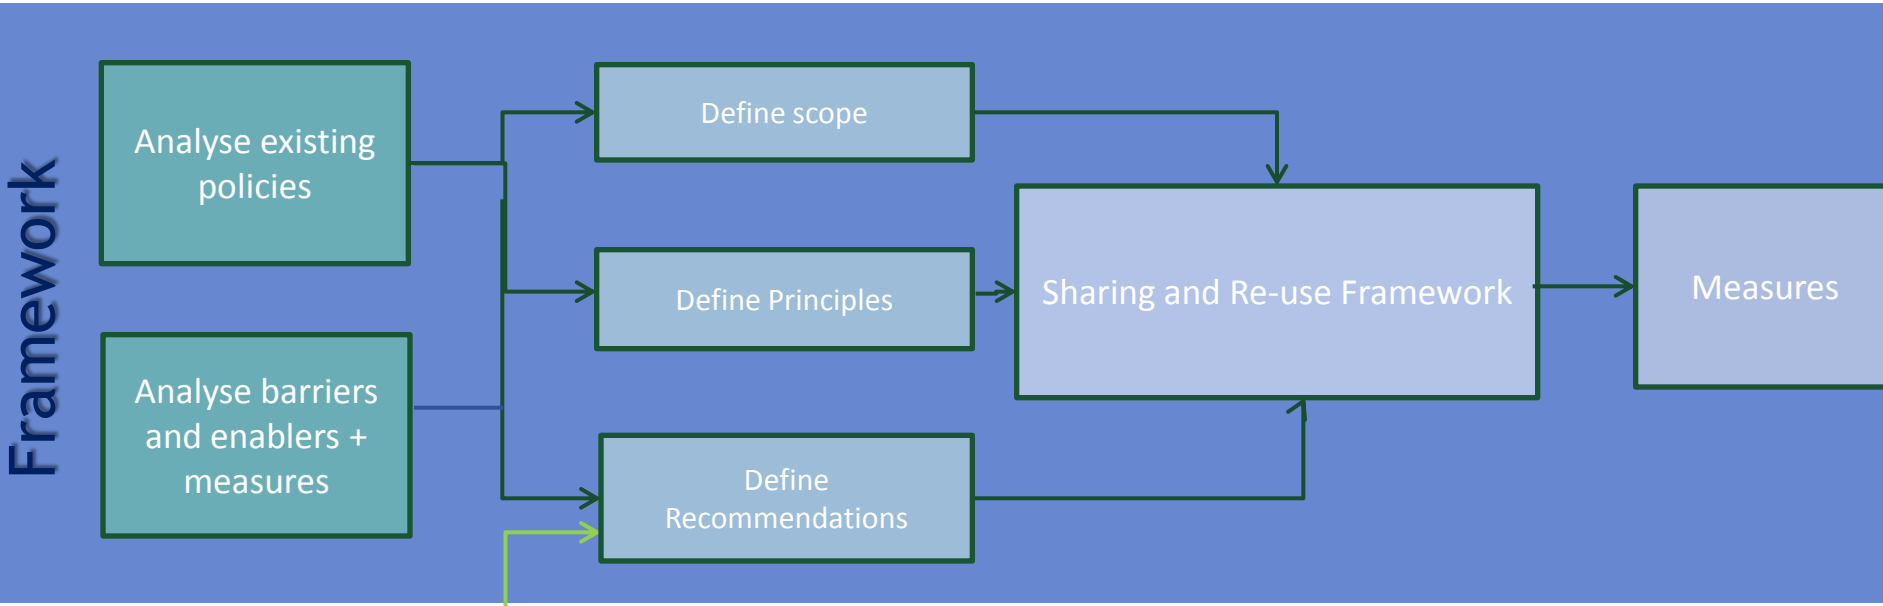 Framework
Analyse existing
policies
Analyse barriers
and enablers +
measures
Define scope
Define Principles
Define
Recommendations
Sharing and Re-use Framework
Measures